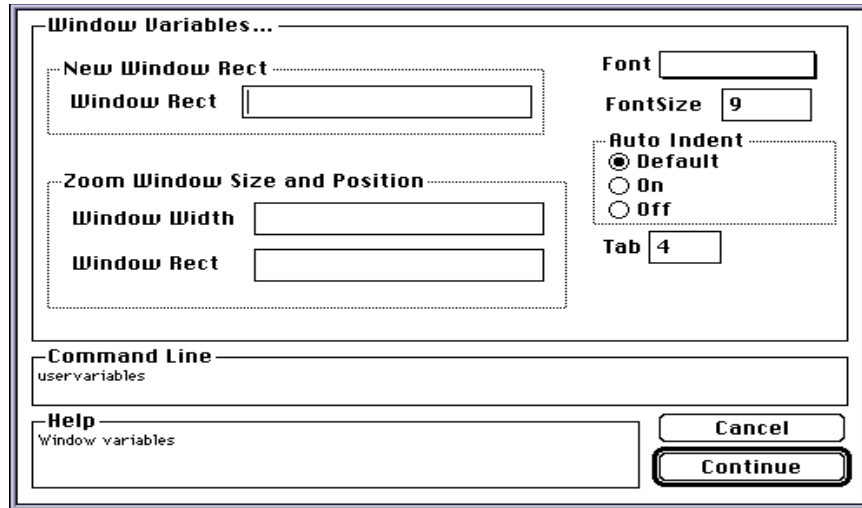 Window Variables...
New Window Rect
Window Rect
Zoom Window Size and Position
Window Width
Window Rect
Font
FontSize 9
Auto Indent
Default
On
Off
Tab 4
Command Line
uservariables
Help
Window variables
Cancel
Continue